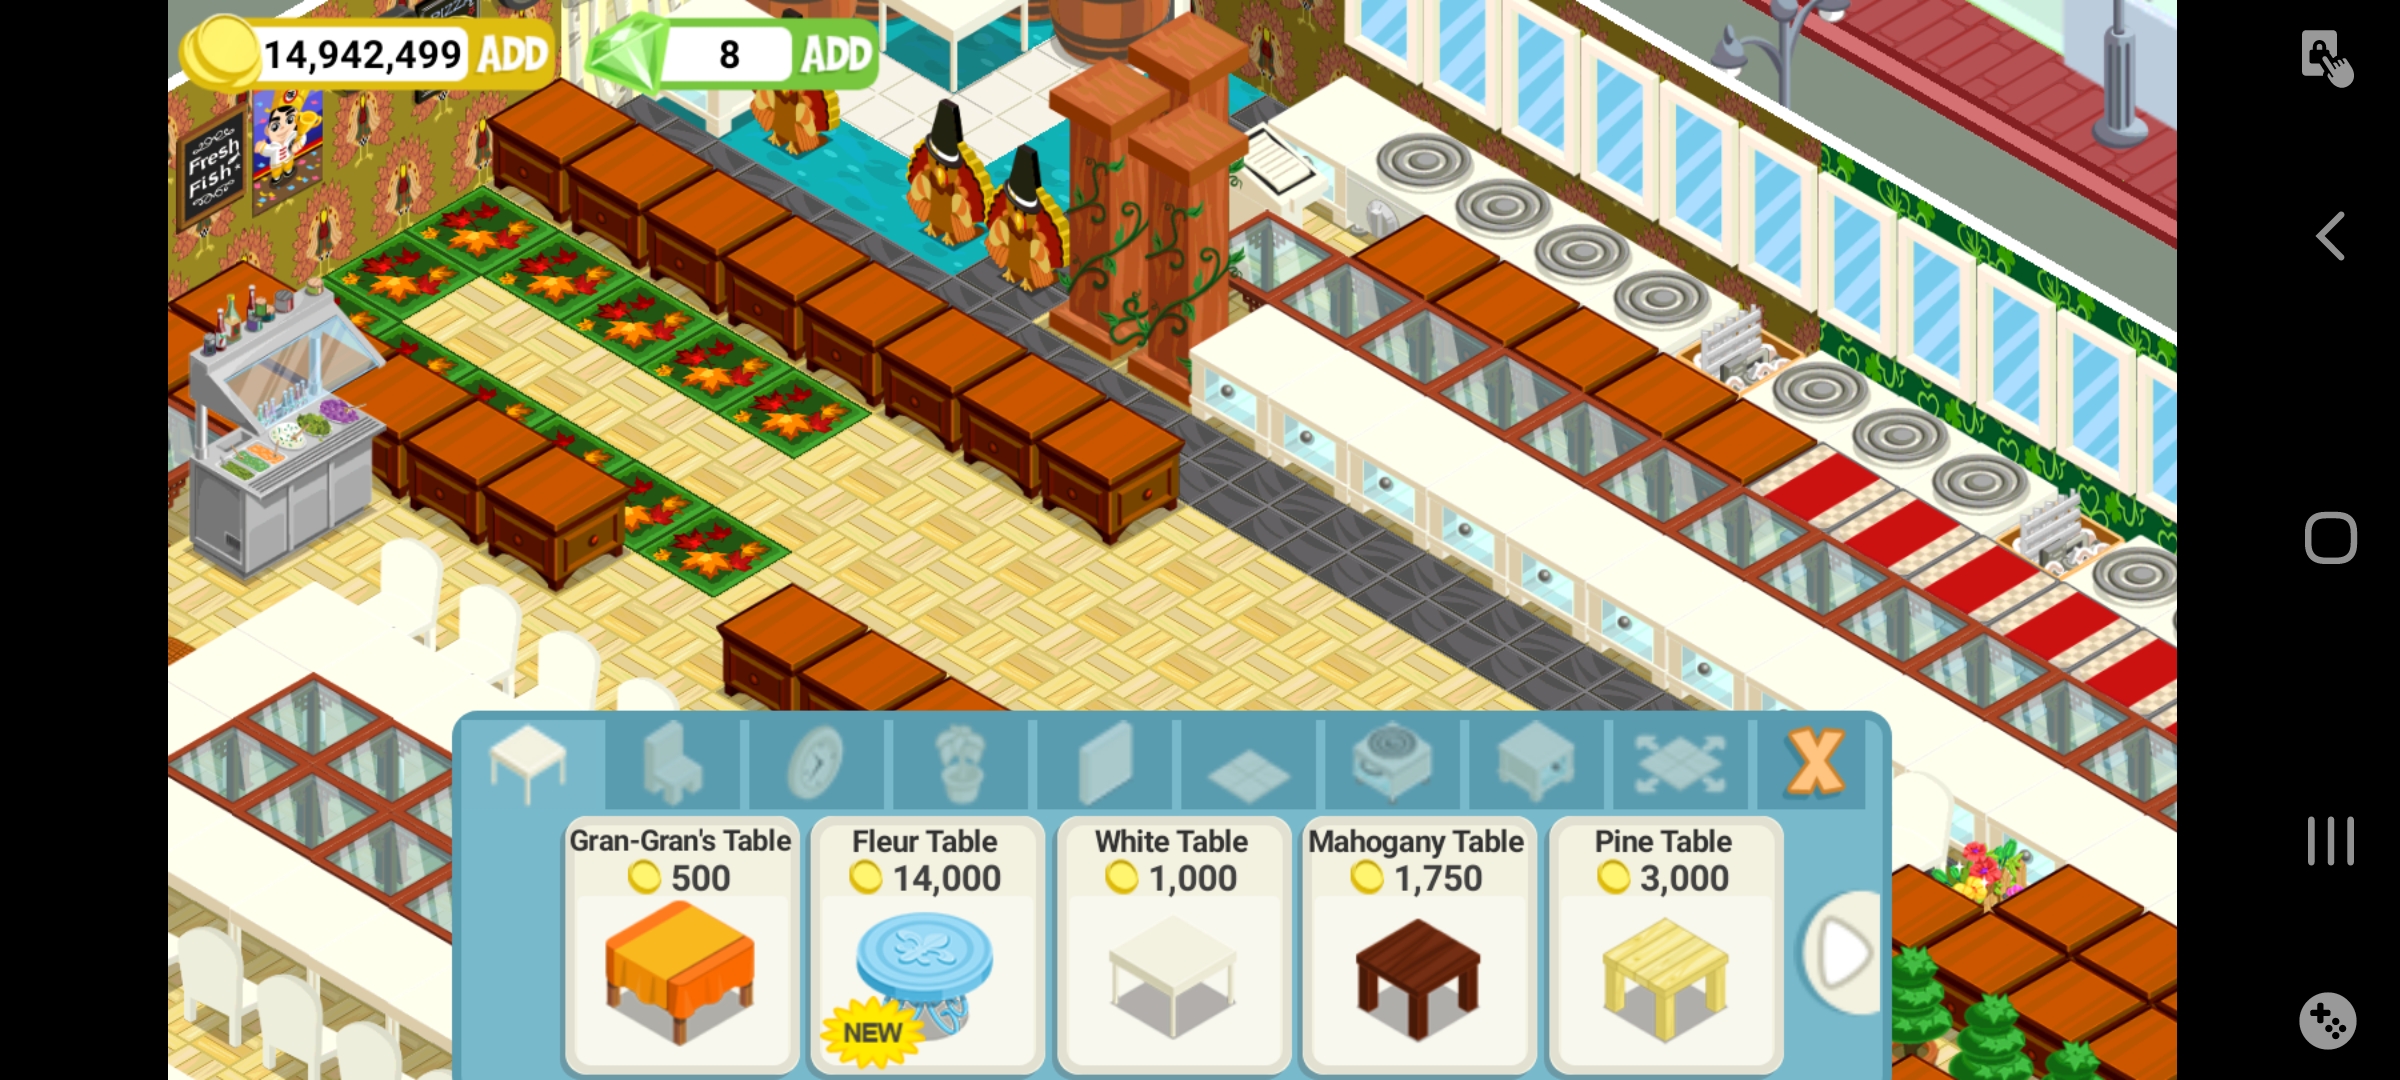 PIZZA
14,942,499 ADD
8 ADD
Fresh
Fish
Gran-Gran's Table
500
Fleur Table
14,000
NEW
White Table
1,000
Mahogany Table
1,750
Pine Table
3,000
X